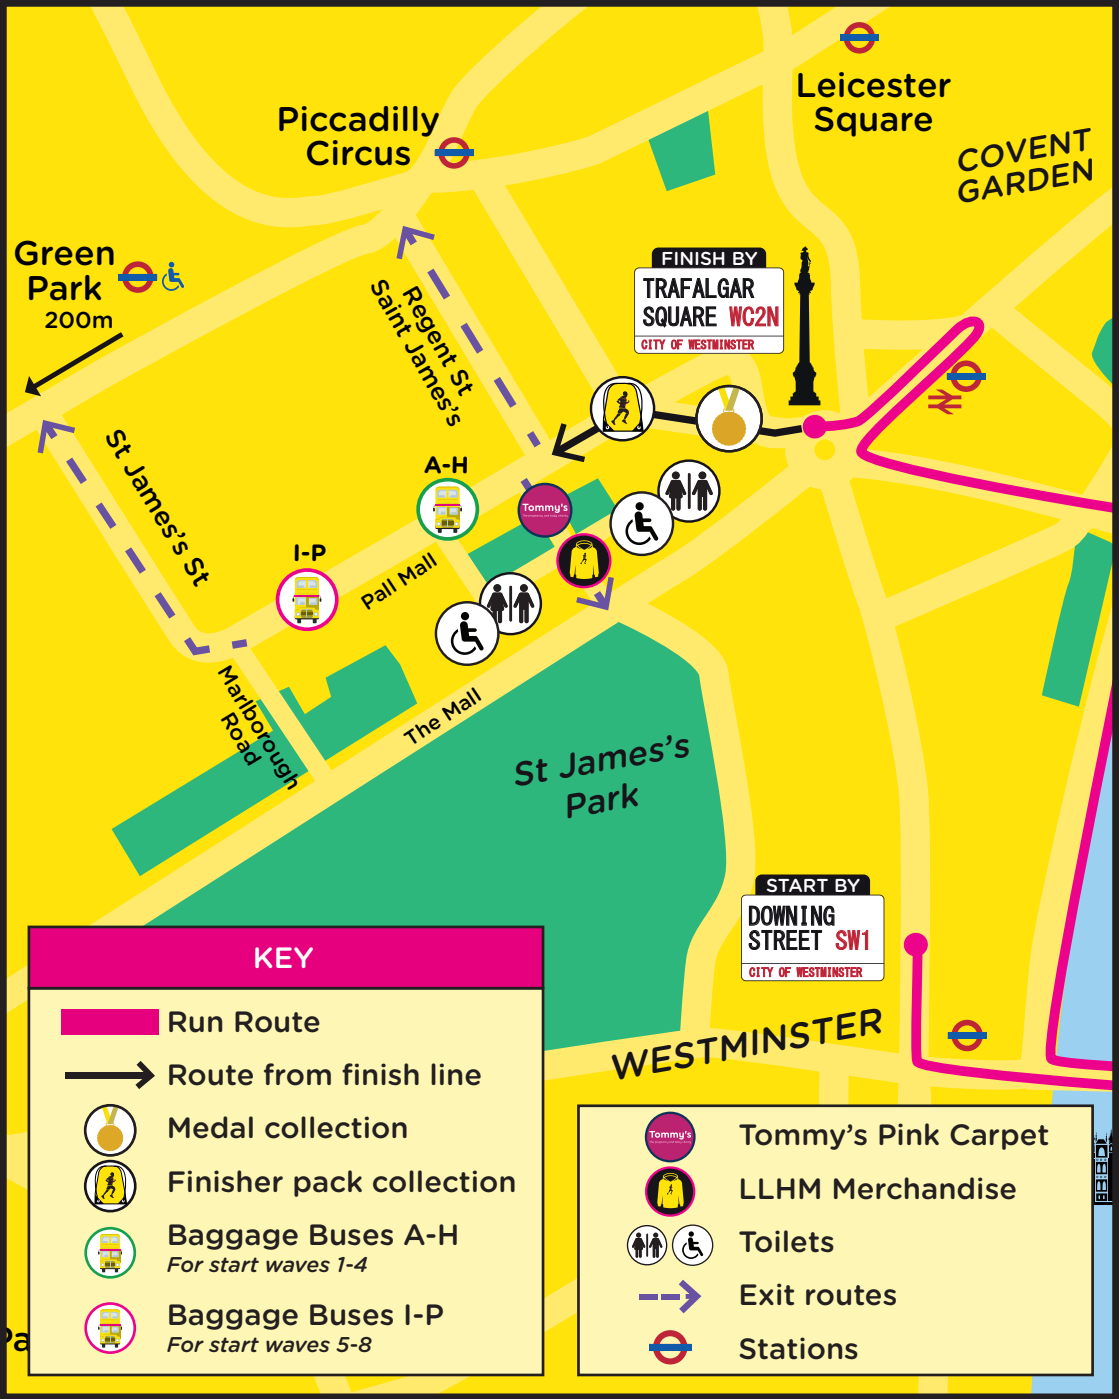 Leicester
Square
Piccadilly
Circus
COVENT
GARDEN
Green
Park
200m
FINISH BY
TRAFALGAR
SQUARE WC2N
CITY OF WESTMINSTER
Regent St
Saint James's
St James's St
A-H
Tommy's
I-P
Pall Mall
Marlborough
Road
The Mall
St James's
Park
START BY
DOWNING
STREET SW1
CITY OF WESTMINSTER
WESTMINSTER
KEY
Run Route
Route from finish line
Medal collection
Finisher pack collection
Baggage Buses A-H
For start waves 1-4
Baggage Buses I-P
For start waves 5-8
Tommy's
Tommy's Pink Carpet
LLHM Merchandise
Toilets
Exit routes
Stations